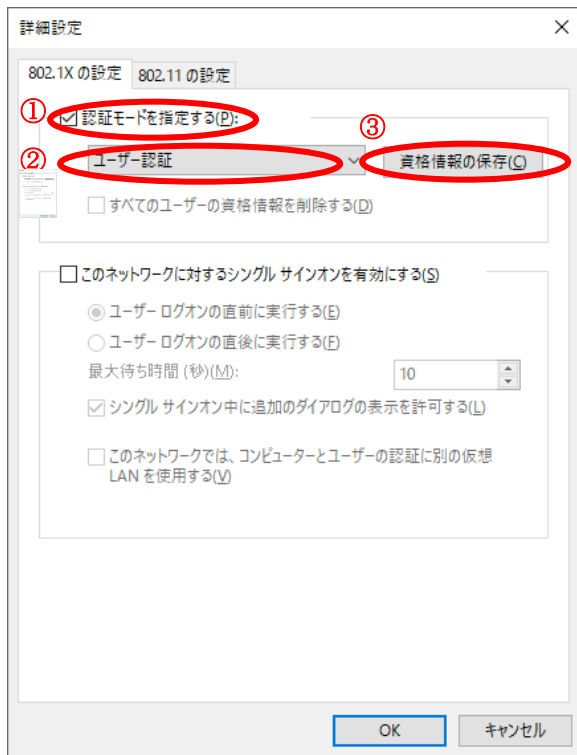 詳細設定
802.1X の設定 802.11 の設定
① 認証モードを指定する(P):
③
② ユーザー認証 資格情報の保存(C)
すべてのユーザーの資格情報を削除する(D)
このネットワークに対するシングル サインオンを有効にする(S)
ユーザー ログオンの直前に実行する(E)
ユーザー ログオンの直後に実行する(F)
最大待ち時間 (秒)(M): 10
シングル サインオン中に追加のダイアログの表示を許可する(L)
このネットワークでは、コンピューターとユーザーの認証に別の仮想
LAN を使用する(V)
OK キャンセル